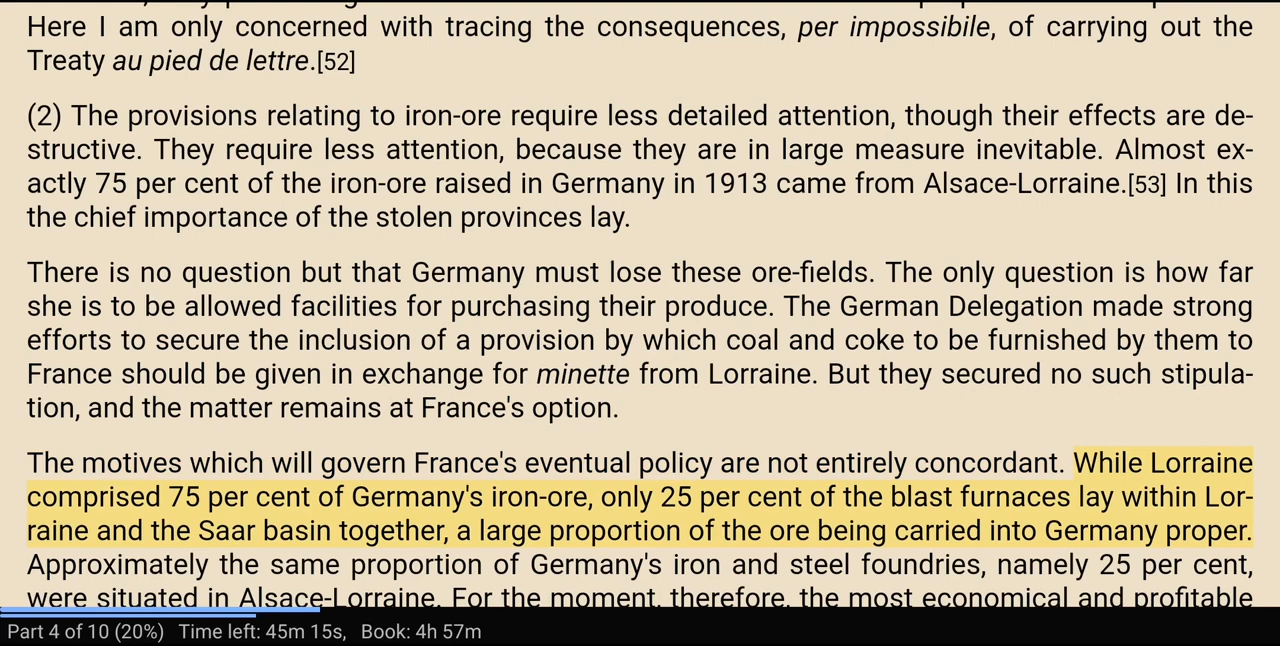 Here I am only concerned with tracing the consequences, per impossibile, of carrying out the
Treaty au pied de lettre.[52]
(2) The provisions relating to iron-ore require less detailed attention, though their effects are de-
structive. They require less attention, because they are in large measure inevitable. Almost ex-
actly 75 per cent of the iron-ore raised in Germany in 1913 came from Alsace-Lorraine.[53] In this
the chief importance of the stolen provinces lay.
There is no question but that Germany must lose these ore-fields. The only question is how far
she is to be allowed facilities for purchasing their produce. The German Delegation made strong
efforts to secure the inclusion of a provision by which coal and coke to be furnished by them to
France should be given in exchange for minette from Lorraine. But they secured no such stipula-
tion, and the matter remains at France's option.
The motives which will govern France's eventual policy are not entirely concordant. While Lorraine
comprised 75 per cent of Germany's iron-ore, only 25 per cent of the blast furnaces lay within Lor-
raine and the Saar basin together, a large proportion of the ore being carried into Germany proper.
Approximately the same proportion of Germany's iron and steel foundries, namely 25 per cent,
were situated in Alsace-Lorraine. For the moment, therefore, the most economical and profitable
Part 4 of 10 (20%) Time left: 45m 15s, Book: 4h 57m